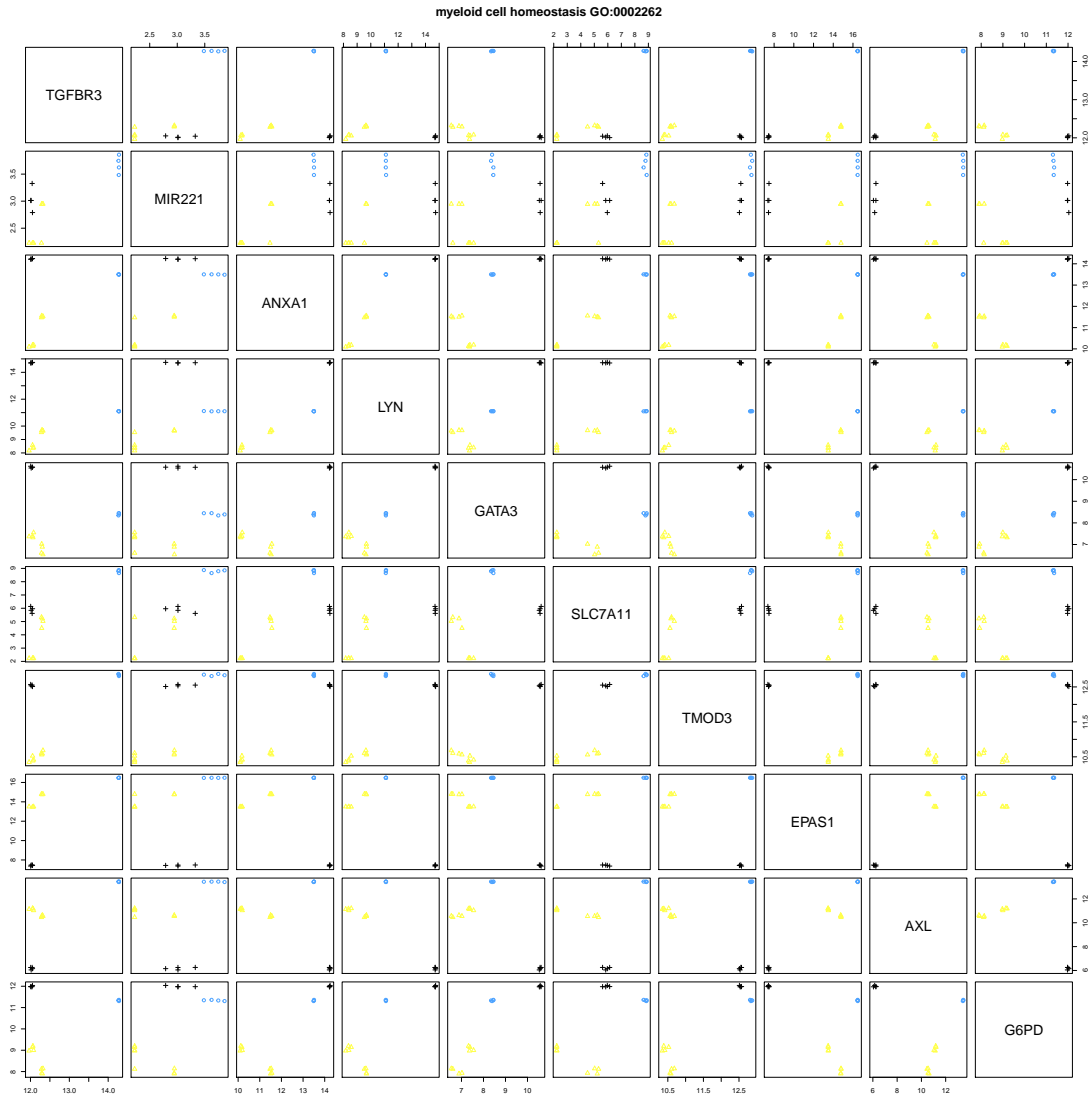 myeloid cell homeostasis GO:0002262
2.5 3.0 3.5 8 9 11 14 2 3 4 5 6 7 8 9 8 10 12 14 16 8 9 10 11 12
TGFBR3
12.0 13.0 14.0
2.5 3.0 3.5
MIR221
ANXA1
10 11 12 13 14
8 9 10 12 14
LYN
GATA3
7 8 9 10
2 3 4 5 6 7 8 9
SLC7A11
TMOD3
10.5 11.5 12.5
8 10 12 14 16
EPAS1
AXL
6 8 10 12
8 9 10 11 12
G6PD
12.0 13.0 14.0 10 11 12 13 14 7 8 9 10 10.5 11.5 12.5 6 8 10 12